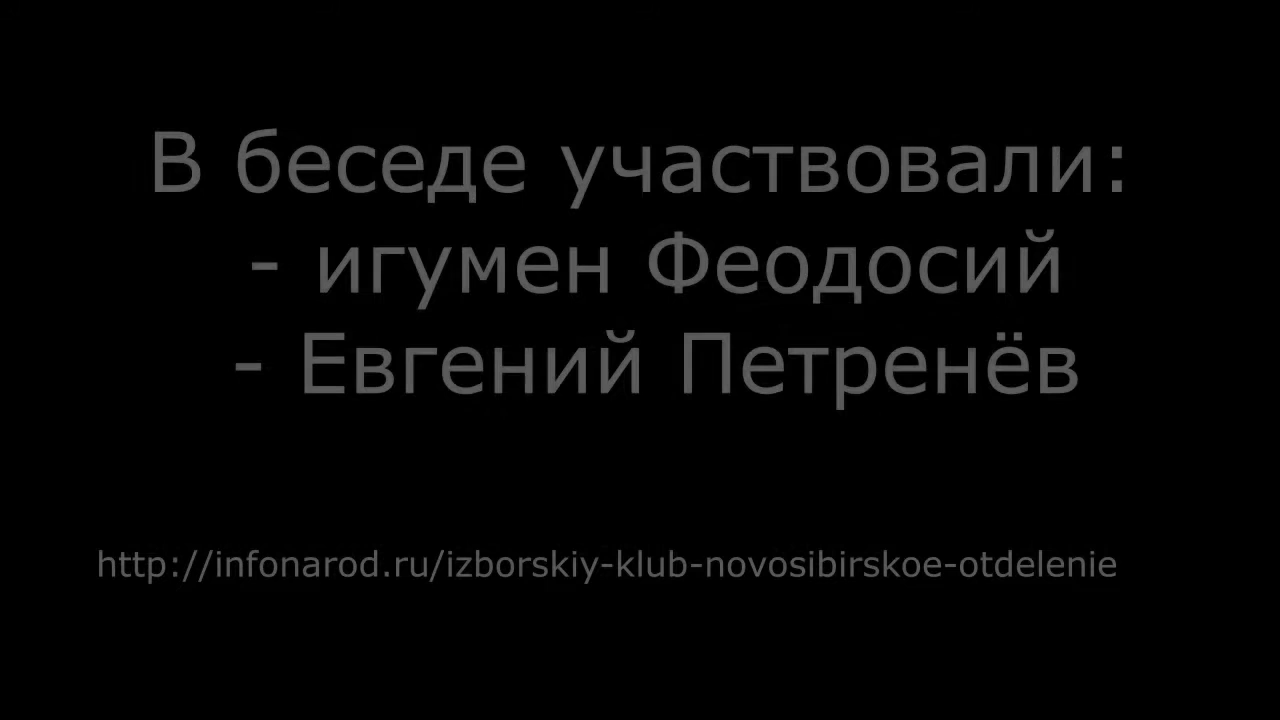 В беседе участвовали:
- игумен Феодосий
- Евгений Петренёв
http://infonarod.ru/izborskiy-klub-novosibirskoe-otdelenie